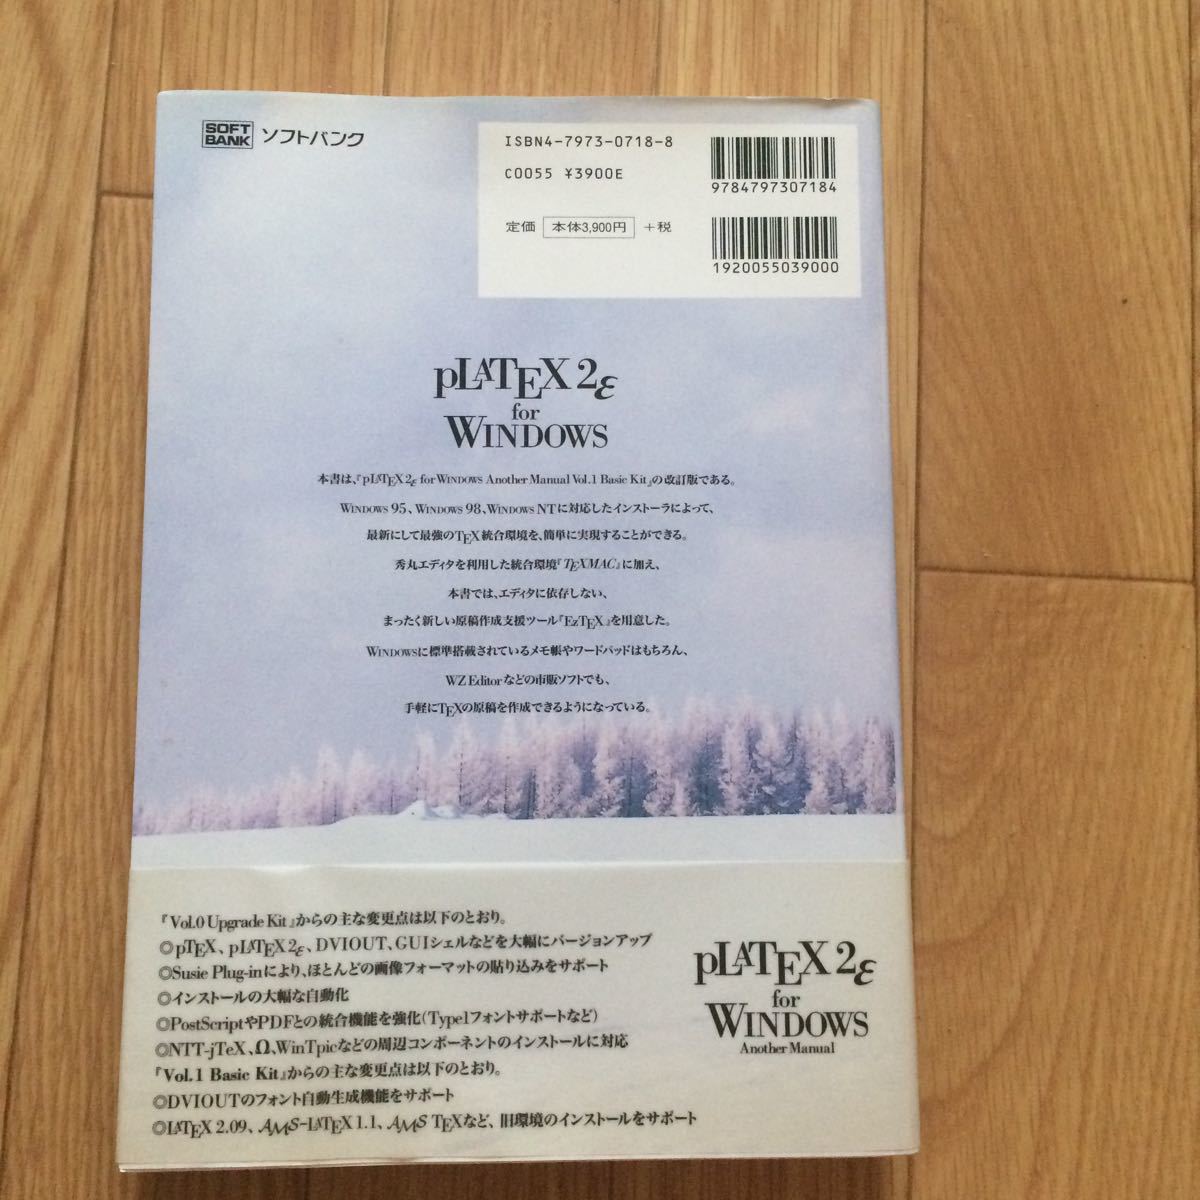 SOFT BANK ソフトバンク
ISBN4-7973-0718-8
C0055 ¥3900E
定価 本体3,900円 +税
9784797307184
1920055039000
pLATEX 2ε
for
WINDOWS
本書は、『pLATEX 2ε for WINDOWS Another Manual Vol.1 Basic Kit』の改訂版である。
WINDOWS 95、WINDOWS 98、WINDOWS NTに対応したインストーラによって、
最新にして最強のTEX統合環境を、簡単に実現することができる。
秀丸エディタを利用した統合環境『TEXMAC』に加え、
本書では、エディタに依存しない、
まったく新しい原稿作成支援ツール『EzTEX』を用意した。
WINDOWSに標準搭載されているメモ帳やワードパッドはもちろん、
WZ Editorなどの市販ソフトでも、
手軽にTEXの原稿を作成できるようになっている。
『Vol.0 Upgrade Kit』からの主な変更点は以下のとおり。
◎pTEX、pLATEX 2ε、DVIOUT、GUIシェルなどを大幅にバージョンアップ
◎Susie Plug-inにより、ほとんどの画像フォーマットの貼り込みをサポート
◎インストールの大幅な自動化
◎PostScriptやPDFとの統合機能を強化(Type1フォントサポートなど)
◎NTT-jTeX、Ω、WinTpicなどの周辺コンポーネントのインストールに対応
『Vol.1 Basic Kit』からの主な変更点は以下のとおり。
◎DVIOUTのフォント自動生成機能をサポート
◎LATEX 2.09、AMS-LATEX 1.1、AMS TEXなど、旧環境のインストールをサポート
pLATEX 2ε
for
WINDOWS
Another Manual